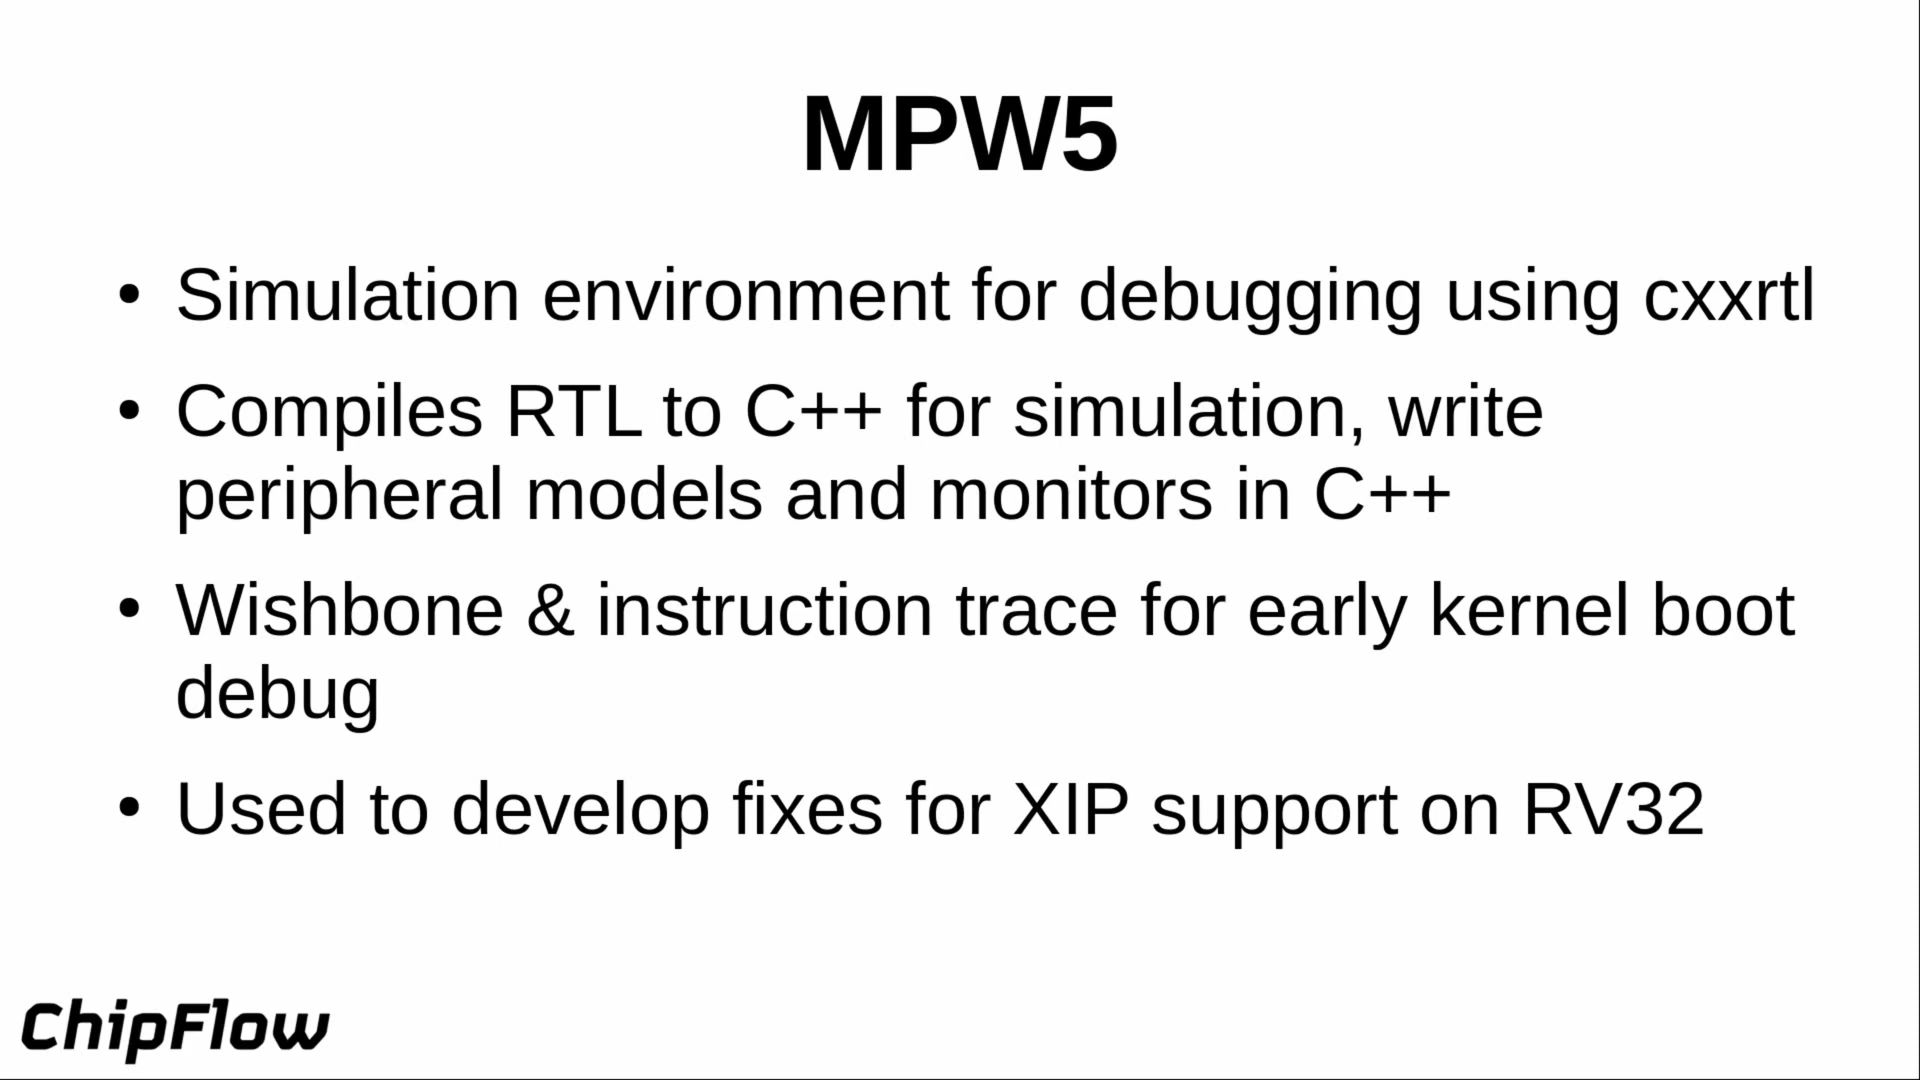 MPW5
• Simulation environment for debugging using cxxrtl
• Compiles RTL to C++ for simulation, write
peripheral models and monitors in C++
• Wishbone & instruction trace for early kernel boot
debug
• Used to develop fixes for XIP support on RV32
ChipFlow